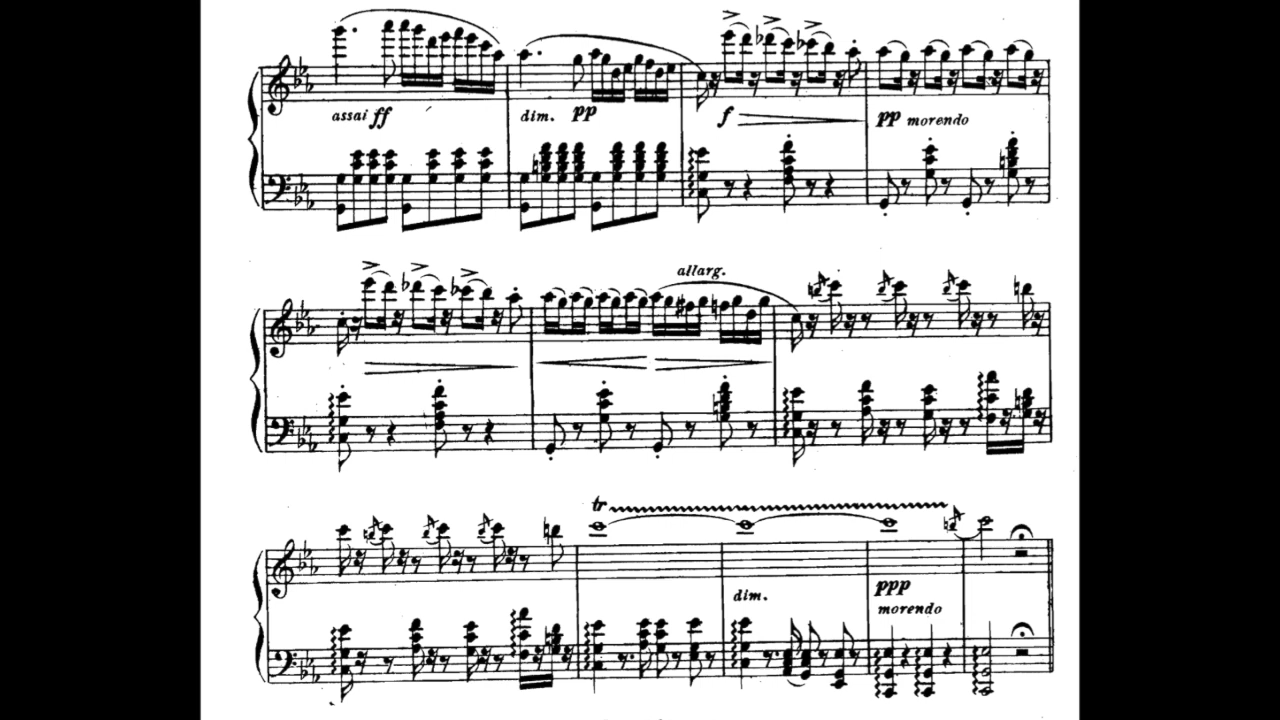 assai ff dim. pp f pp morendo
allarg.
tr
dim. ppp
morendo